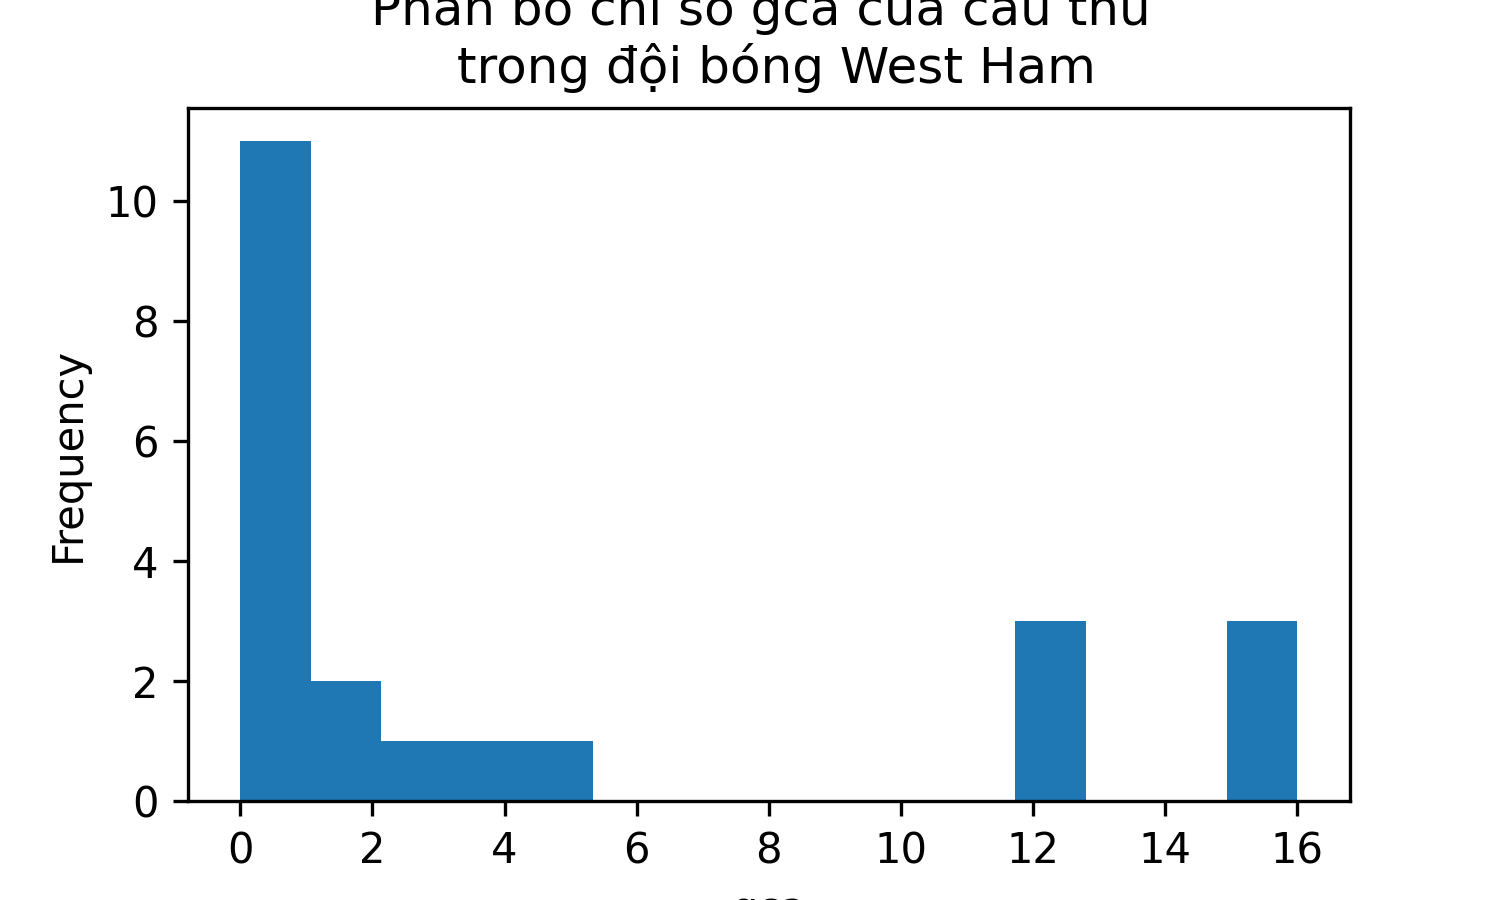 Phân bố chỉ số gca của cầu thủ
trong đội bóng West Ham
10
8
6
4
2
0
Frequency
0 2 4 6 8 10 12 14 16
gca